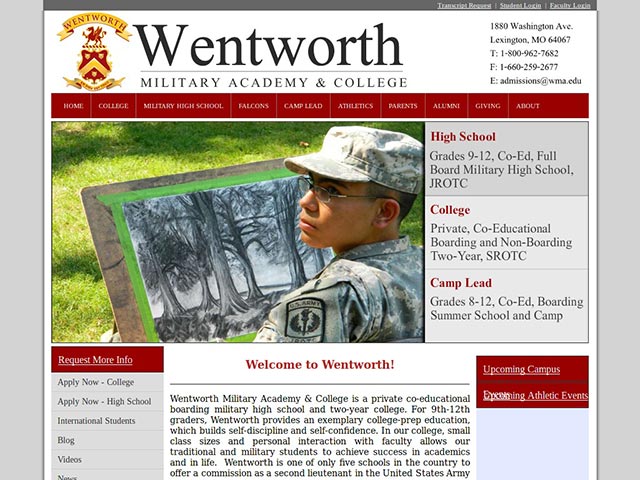 Transcript Request | Student Login | Faculty Login
WENTWORTH
Wentworth
MILITARY ACADEMY & COLLEGE
1880 Washington Ave.
Lexington, MO 64067
T: 1-800-962-7682
F: 1-660-259-2677
E: admissions@wma.edu
HOME COLLEGE MILITARY HIGH SCHOOL FALCONS CAMP LEAD ATHLETICS PARENTS ALUMNI GIVING ABOUT
High School
Grades 9-12, Co-Ed, Full
Board Military High School,
JROTC
College
Private, Co-Educational
Boarding and Non-Boarding
Two-Year, SROTC
Camp Lead
Grades 8-12, Co-Ed, Boarding
Summer School and Camp
U.S. ARMY
Request More Info
Apply Now - College
Apply Now - High School
International Students
Blog
Videos
News
Welcome to Wentworth!
Wentworth Military Academy & College is a private co-educational
boarding military high school and two-year college. For 9th-12th
graders, Wentworth provides an exemplary college-prep education,
which builds self-discipline and self-confidence. In our college, small
class sizes and personal interaction with faculty allows our
traditional and military students to achieve success in academics
and in life. Wentworth is one of only five schools in the country to
offer a commission as a second lieutenant in the United States Army
Upcoming Campus
Events
Upcoming Athletic Events